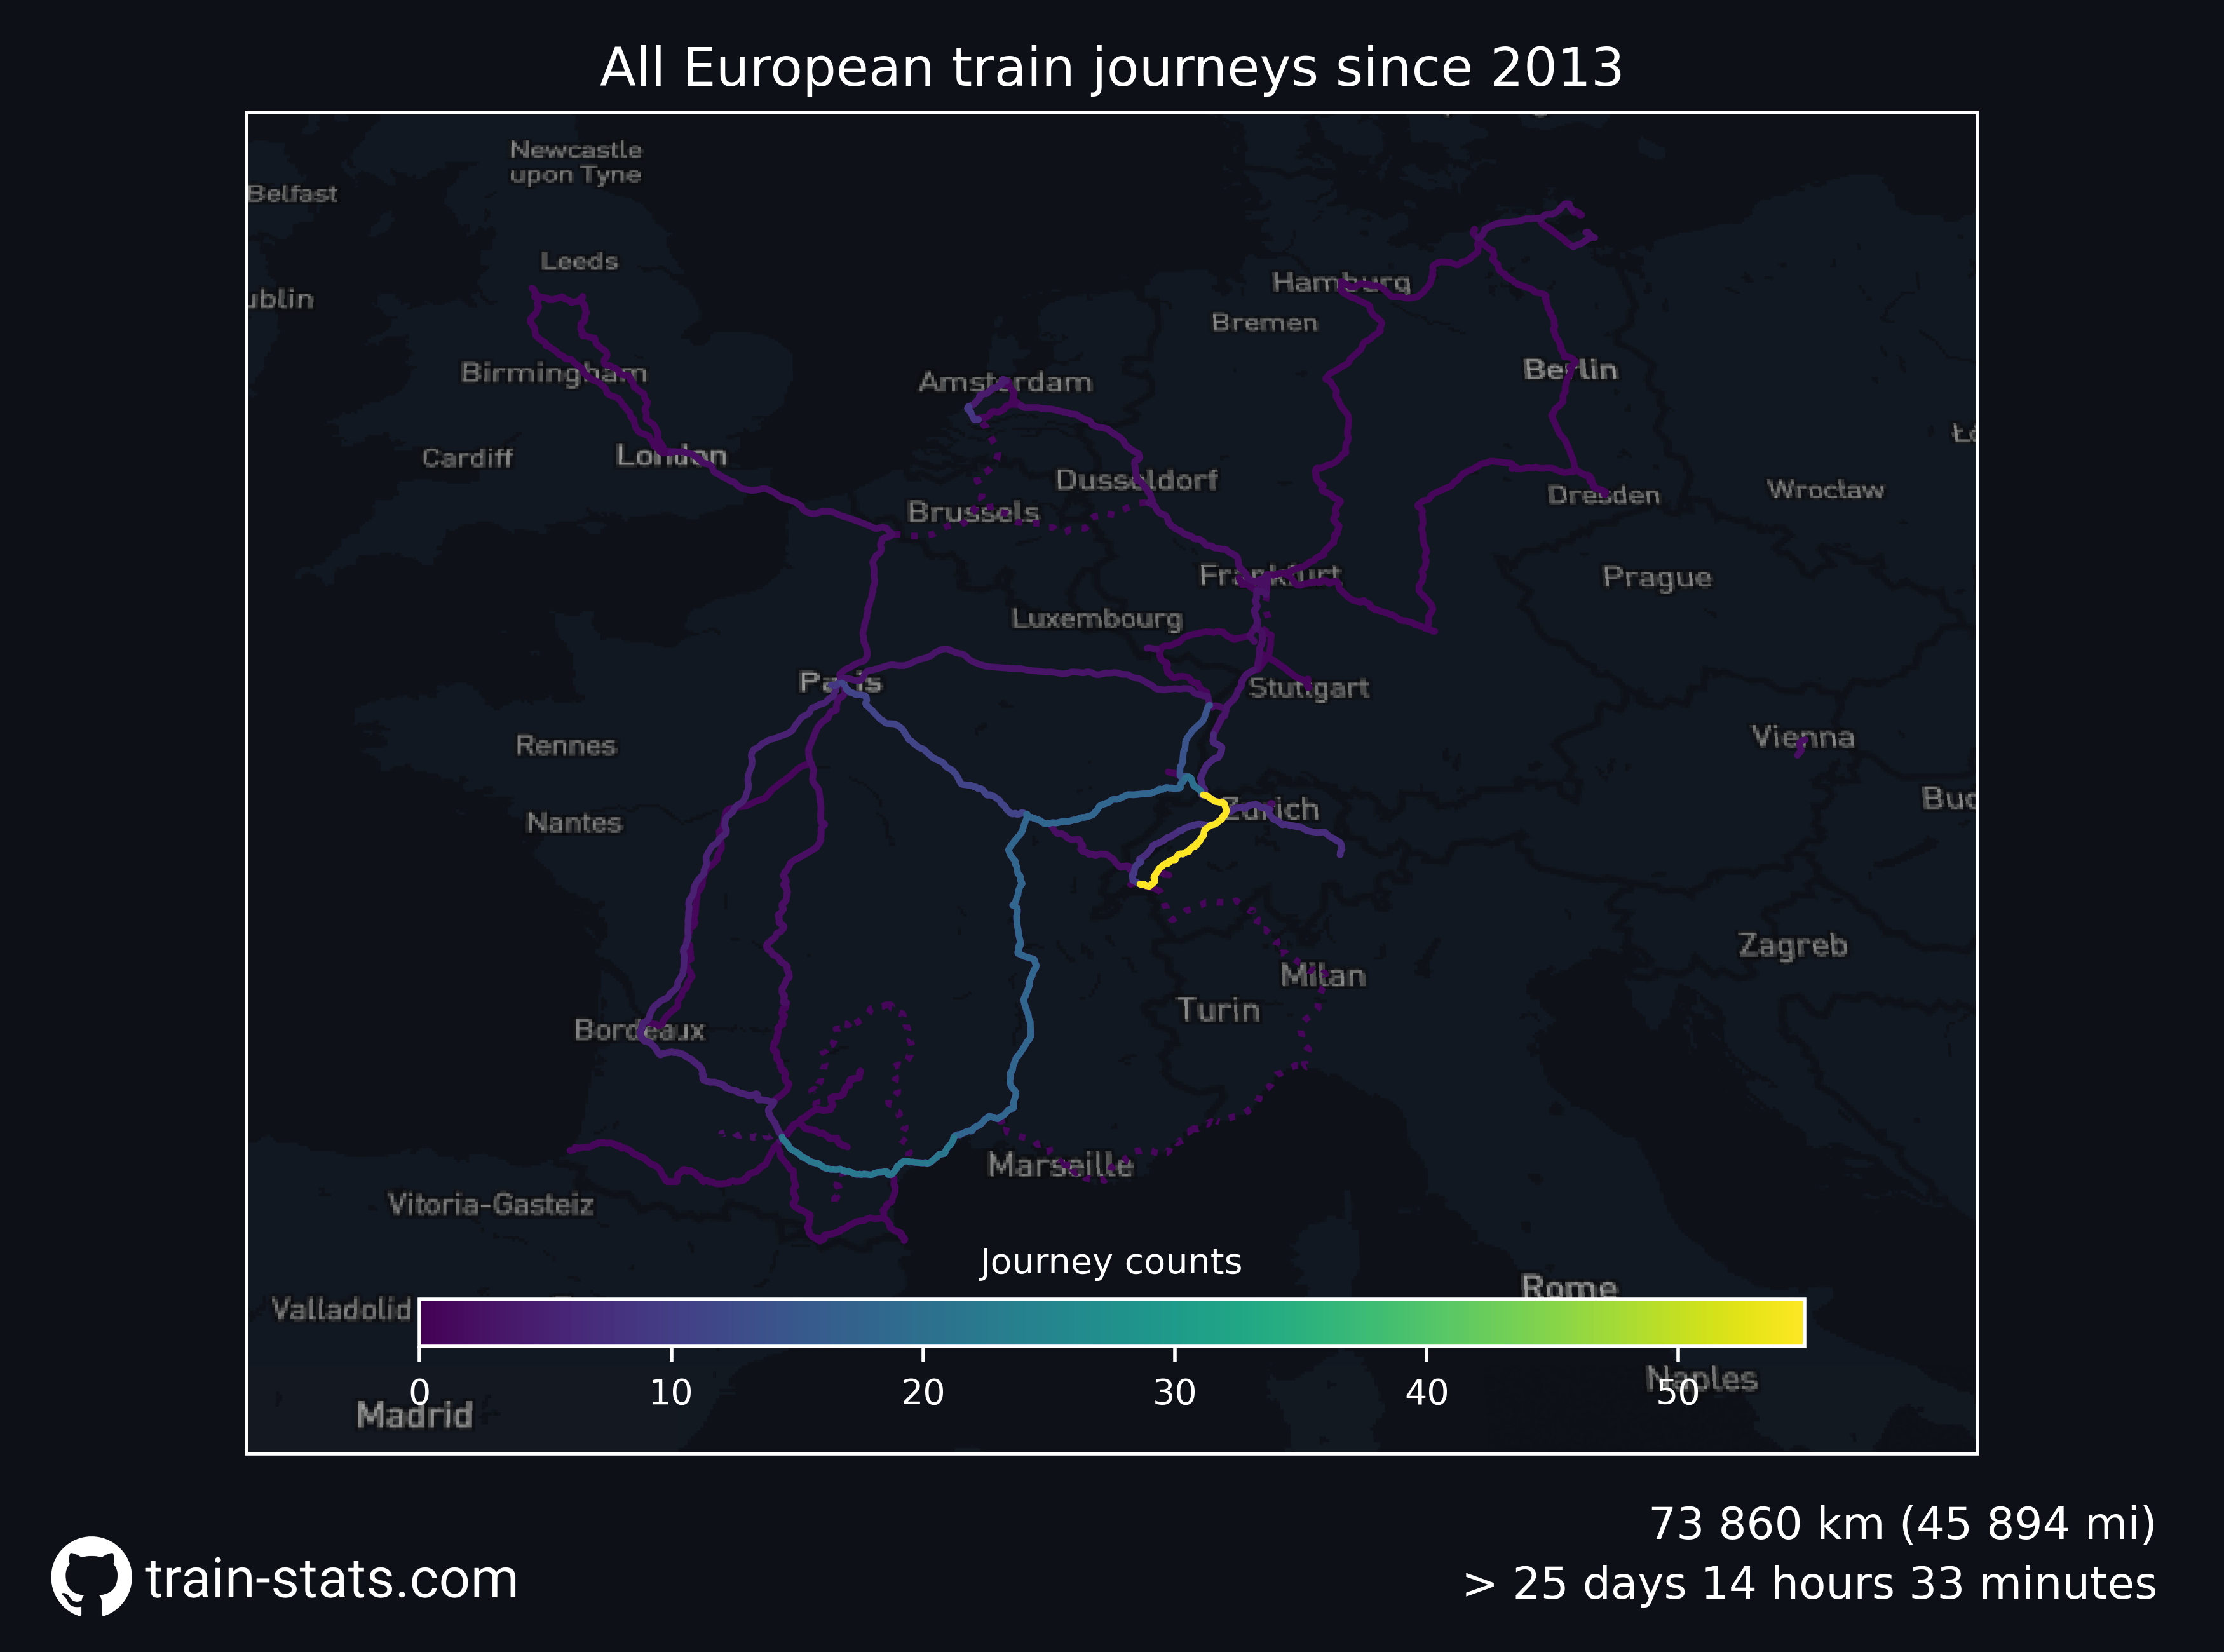 All European train journeys since 2013
Newcastle
upon Tyne
Belfast
Leeds
ublin
Hamburg
Bremen
Birmingham
Amsterdam
Berlin
Cardiff
London
Dusseldorf
Dresden
Wrocław
Brussels
Frankfurt
Prague
Luxembourg
Paris
Stuttgart
Rennes
Vienna
Nantes
Zurich
Buc
Zagreb
Milan
Turin
Bordeaux
Marseille
Vitoria-Gasteiz
Journey counts
Rome
Valladolid
Naples
0 10 20 30 40 50
Madrid
73 860 km (45 894 mi)
train-stats.com
> 25 days 14 hours 33 minutes